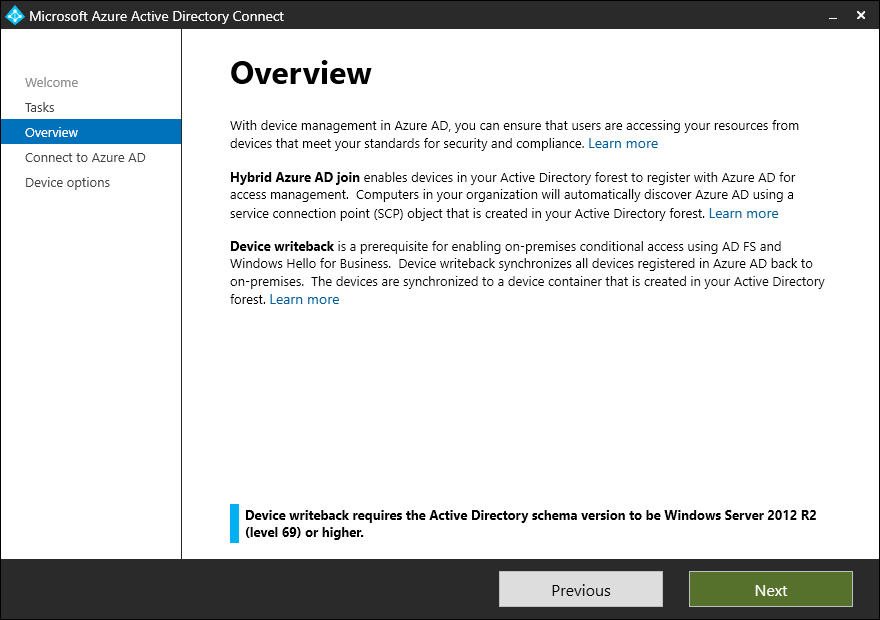 Microsoft Azure Active Directory Connect
Welcome
Tasks
Overview
Connect to Azure AD
Device options
Overview
With device management in Azure AD, you can ensure that users are accessing your resources from
devices that meet your standards for security and compliance. Learn more
Hybrid Azure AD join enables devices in your Active Directory forest to register with Azure AD for
access management.  Computers in your organization will automatically discover Azure AD using a
service connection point (SCP) object that is created in your Active Directory forest. Learn more
Device writeback is a prerequisite for enabling on-premises conditional access using AD FS and
Windows Hello for Business.  Device writeback synchronizes all devices registered in Azure AD back to
on-premises.  The devices are synchronized to a device container that is created in your Active Directory
forest. Learn more
Device writeback requires the Active Directory schema version to be Windows Server 2012 R2
(level 69) or higher.
Previous
Next